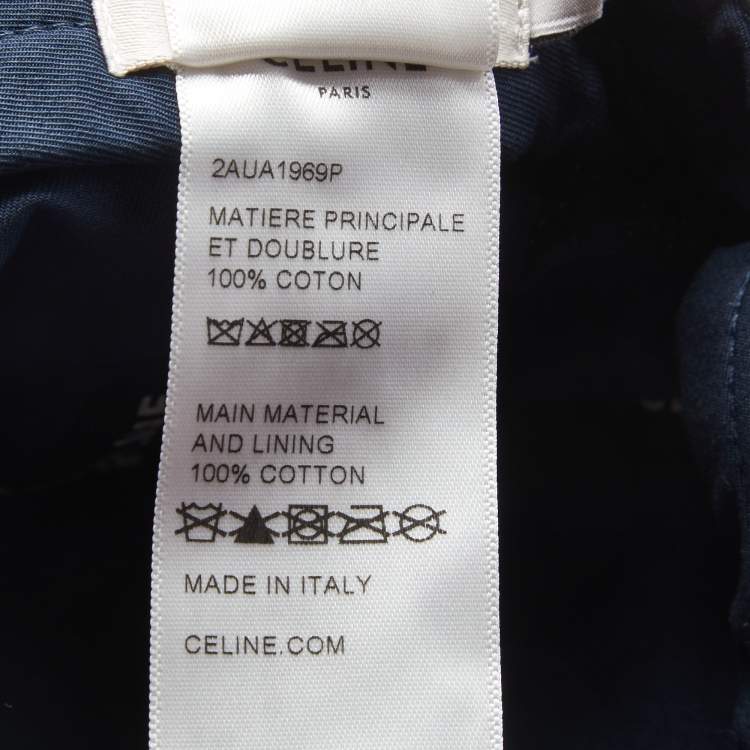 CELINE
PARIS
2AUA1969P
MATIERE PRINCIPALE
ET DOUBLURE
100% COTON
MAIN MATERIAL
AND LINING
100% COTTON
MADE IN ITALY
CELINE.COM